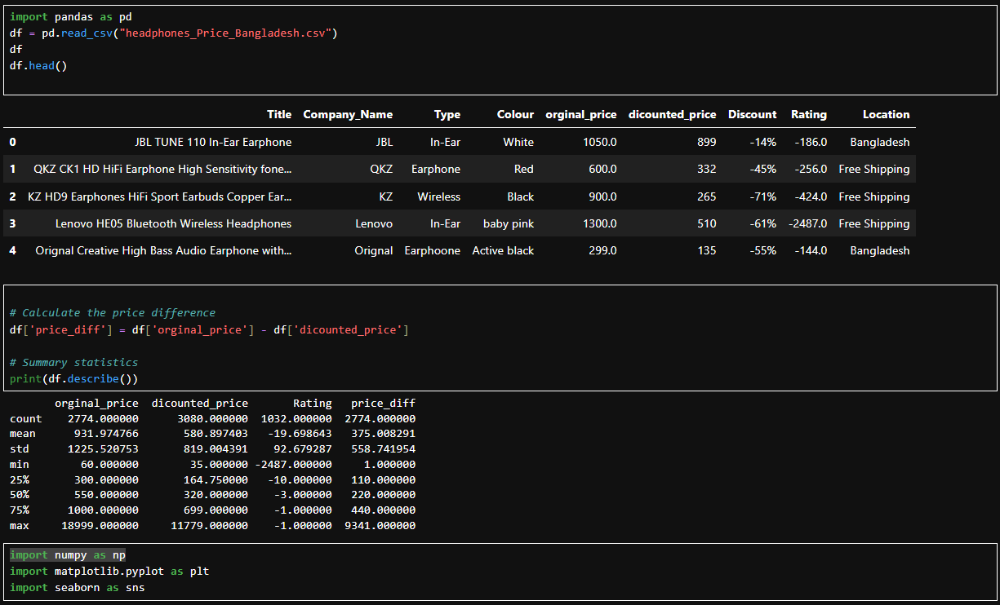 import pandas as pd
df = pd.read_csv("headphones_Price_Bangladesh.csv")
df
df.head()
Title Company_Name Type Colour orginal_price dicounted_price Discount Rating Location
0 JBL TUNE 110 In-Ear Earphone JBL In-Ear White 1050.0 899 -14% -186.0 Bangladesh
1 QKZ CK1 HD HiFi Earphone High Sensitivity fone... QKZ Earphone Red 600.0 332 -45% -256.0 Free Shipping
2 KZ HD9 Earphones HiFi Sport Earbuds Copper Ear... KZ Wireless Black 900.0 265 -71% -424.0 Free Shipping
3 Lenovo HE05 Bluetooth Wireless Headphones Lenovo In-Ear baby pink 1300.0 510 -61% -2487.0 Free Shipping
4 Orignal Creative High Bass Audio Earphone with... Orignal Earphoone Active black 299.0 135 -55% -144.0 Bangladesh
# Calculate the price difference
df['price_diff'] = df['orginal_price'] - df['dicounted_price']
# Summary statistics
print(df.describe())
orginal_price dicounted_price Rating price_diff
count 2774.000000 3080.000000 1032.000000 2774.000000
mean 931.974766 580.897403 -19.698643 375.008291
std 1225.520753 819.004391 92.679287 558.741954
min 60.000000 35.000000 -2487.000000 1.000000
25% 300.000000 164.750000 -10.000000 110.000000
50% 550.000000 320.000000 -3.000000 220.000000
75% 1000.000000 699.000000 -1.000000 440.000000
max 18999.000000 11779.000000 -1.000000 9341.000000
import numpy as np
import matplotlib.pyplot as plt
import seaborn as sns